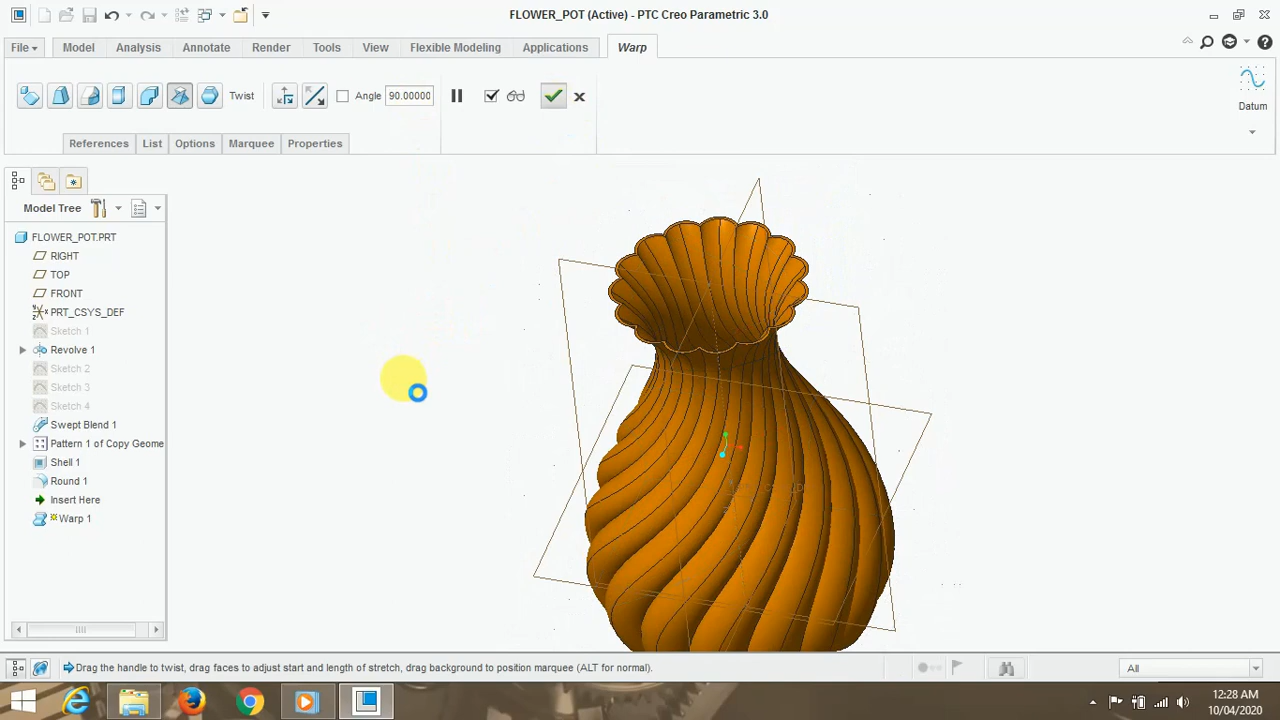 FLOWER_POT (Active) - PTC Creo Parametric 3.0
File Model Analysis Annotate Render Tools View Flexible Modeling Applications Warp
Twist Angle 90.00000
Datum
References List Options Marquee Properties
Model Tree
FLOWER_POT.PRT
RIGHT
TOP
FRONT
PRT_CSYS_DEF
Sketch 1
Revolve 1
Sketch 2
Sketch 3
Sketch 4
Swept Blend 1
Pattern 1 of Copy Geome
Shell 1
Round 1
Insert Here
Warp 1
Drag the handle to twist, drag faces to adjust start and length of stretch, drag background to position marquee (ALT for normal).
All
12:28 AM
10/04/2020